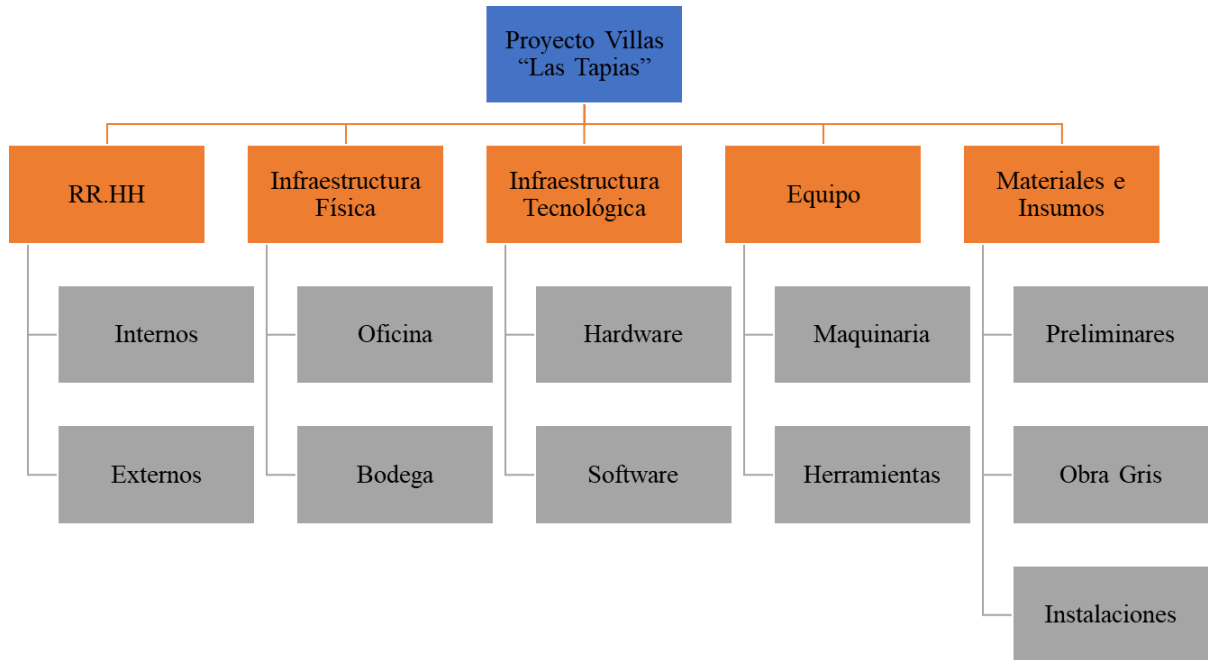 Proyecto Villas
“Las Tapias”
RR.HH
Infraestructura
Física
Infraestructura
Tecnológica
Equipo
Materiales e
Insumos
Internos
Oficina
Hardware
Maquinaria
Preliminares
Externos
Bodega
Software
Herramientas
Obra Gris
Instalaciones